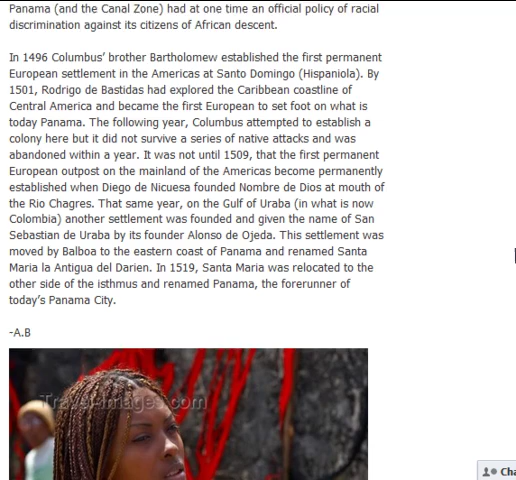 Panama (and the Canal Zone) had at one time an official policy of racial
discrimination against its citizens of African descent.
In 1496 Columbus’ brother Bartholomew established the first permanent
European settlement in the Americas at Santo Domingo (Hispaniola). By
1501, Rodrigo de Bastidas had explored the Caribbean coastline of
Central America and became the first European to set foot on what is
today Panama. The following year, Columbus attempted to establish a
colony here but it did not survive a series of native attacks and was
abandoned within a year. It was not until 1509, that the first permanent
European outpost on the mainland of the Americas become permanently
established when Diego de Nicuesa founded Nombre de Dios at mouth of
the Rio Chagres. That same year, on the Gulf of Uraba (in what is now
Colombia) another settlement was founded and given the name of San
Sebastian de Uraba by its founder Alonso de Ojeda. This settlement was
moved by Balboa to the eastern coast of Panama and renamed Santa
Maria la Antigua del Darien. In 1519, Santa Maria was relocated to the
other side of the isthmus and renamed Panama, the forerunner of
today’s Panama City.
-A.B
Travel-Images.com
Cha